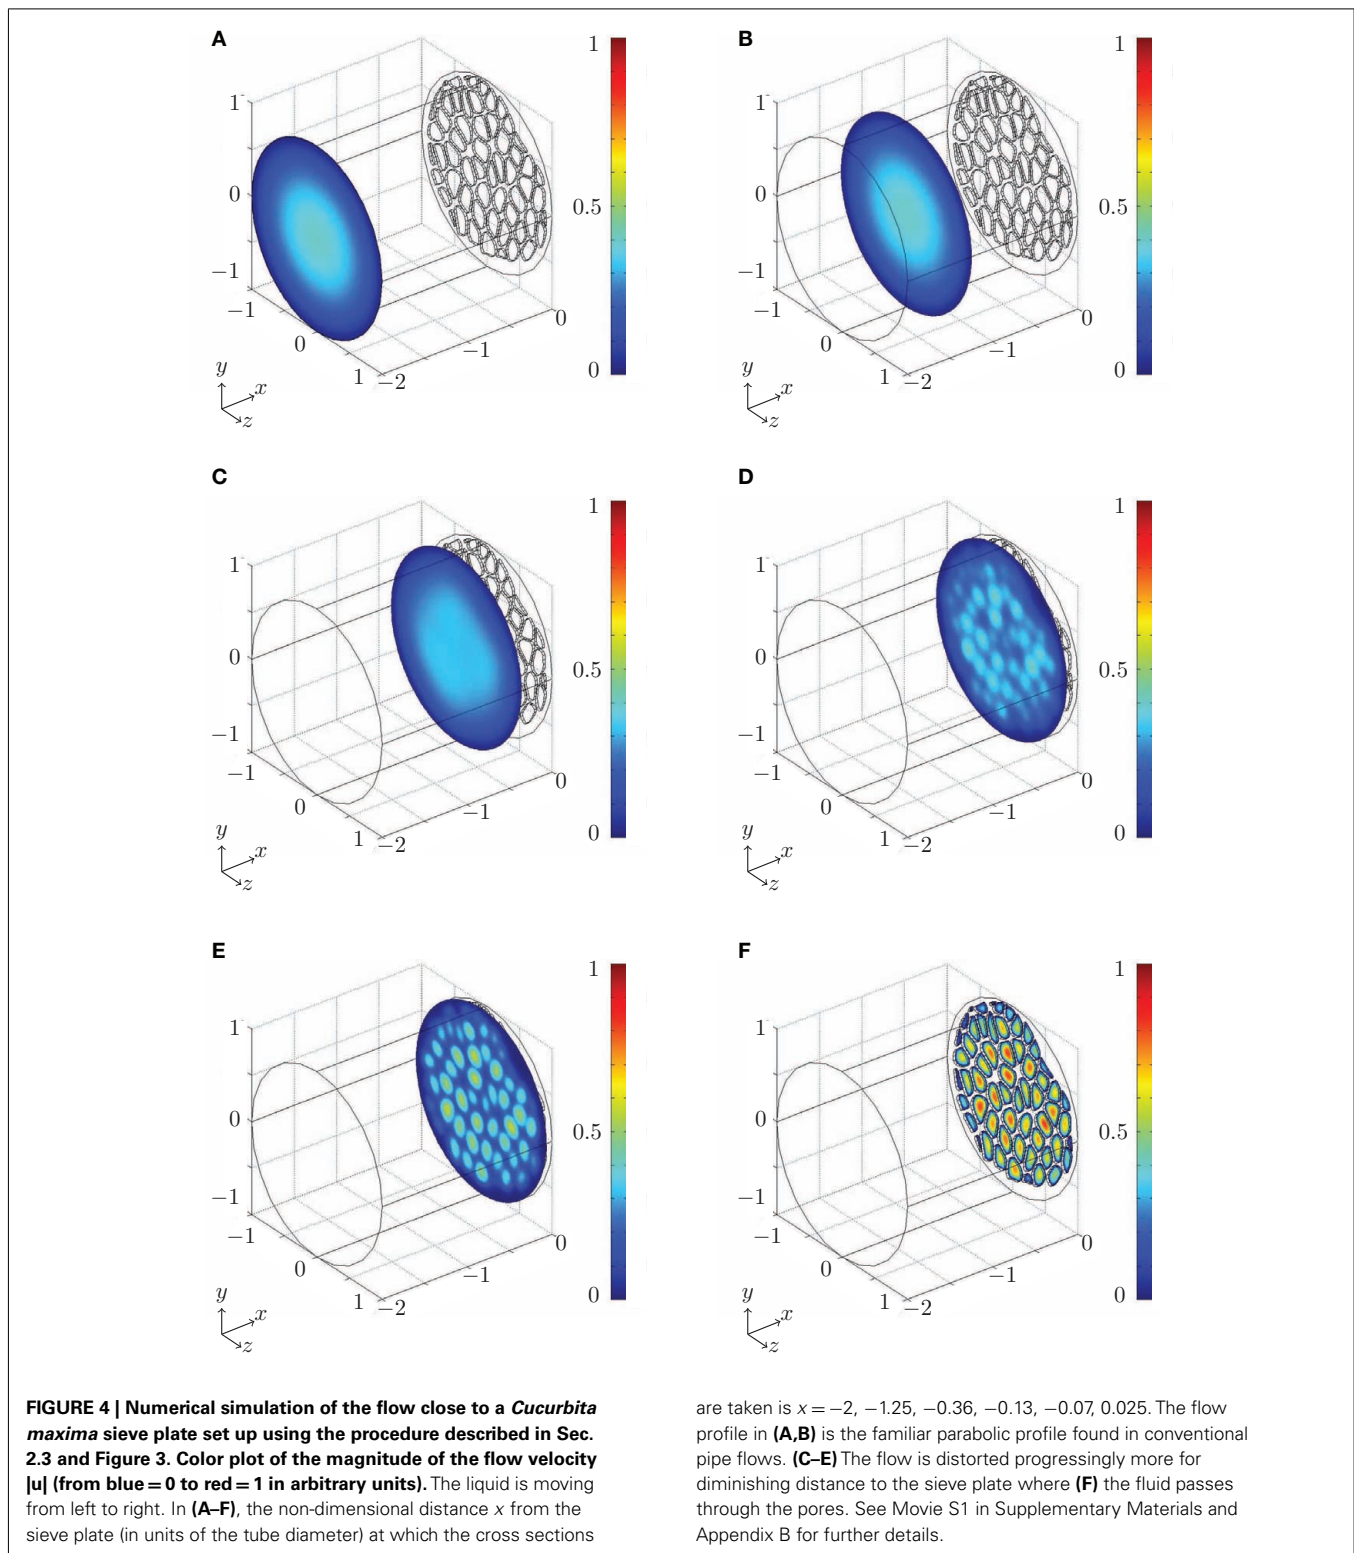 A
B
1
1
1
1
0
0
0.5
0.5
−1
−1
−1
−1
0
0
0
0
−1
−1
0
0
1
−2
1
−2
y
x
z
y
x
z
C
D
1
1
1
1
0
0
0.5
0.5
−1
−1
−1
−1
0
0
0
0
−1
−1
0
0
1
−2
1
−2
y
x
z
y
x
z
E
F
1
1
1
1
0
0
0.5
0.5
−1
−1
−1
−1
0
0
0
0
−1
−1
0
0
1
−2
1
−2
y
x
z
y
x
z
FIGURE 4 | Numerical simulation of the flow close to a Cucurbita
maxima sieve plate set up using the procedure described in Sec.
2.3 and Figure 3. Color plot of the magnitude of the flow velocity
|u| (from blue = 0 to red = 1 in arbitrary units). The liquid is moving
from left to right. In (A–F), the non-dimensional distance x from the
sieve plate (in units of the tube diameter) at which the cross sections
are taken is x = −2, −1.25, −0.36, −0.13, −0.07, 0.025. The flow
profile in (A,B) is the familiar parabolic profile found in conventional
pipe flows. (C–E) The flow is distorted progressingly more for
diminishing distance to the sieve plate where (F) the fluid passes
through the pores. See Movie S1 in Supplementary Materials and
Appendix B for further details.